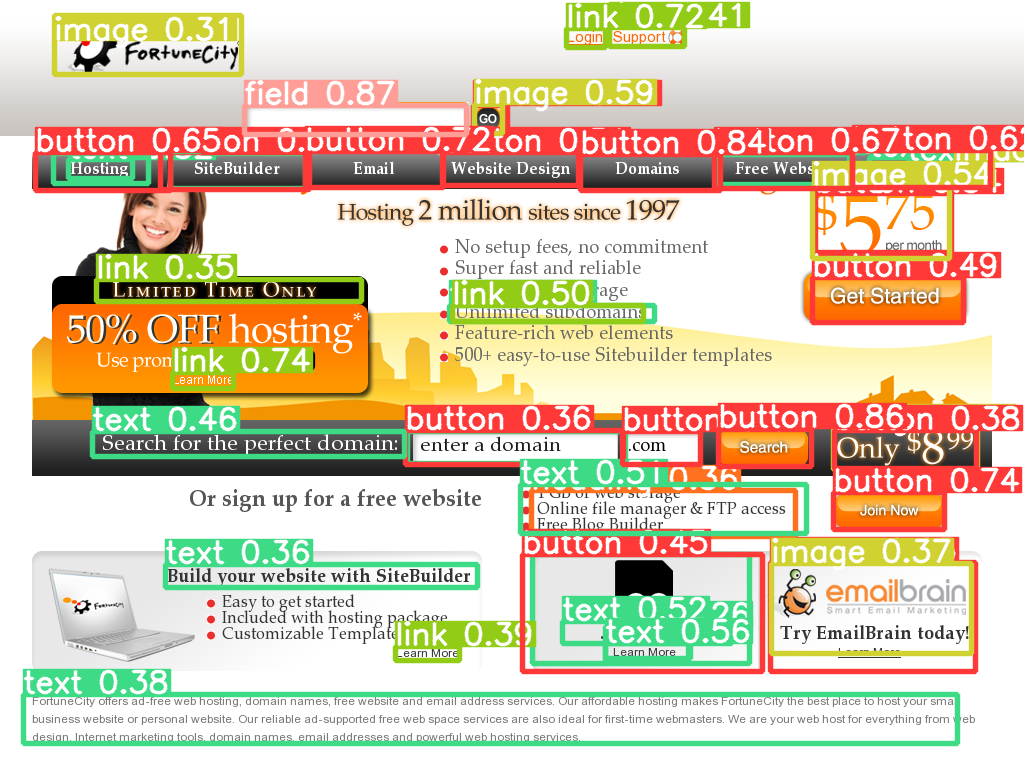 image 0.31
FortuneCity
link 0.7241
Login Support
field 0.87
image 0.59
GO
button 0.65
button 0.72
button 0.84
0.67
Hosting SiteBuilder Email Website Design Domains Free Webs
image 0.54
Hosting 2 million sites since 1997
$5.75
per month
No setup fees, no commitment
Super fast and reliable
link 0.50
Unlimited subdomains
Feature-rich web elements
500+ easy-to-use Sitebuilder templates
button 0.49
Get Started
link 0.35
Limited Time Only
50% OFF hosting*
Use
link 0.74
Learn More
text 0.46
Search for the perfect domain:
button 0.36
enter a domain
button
.com
button 0.86
Search
0.38
Only $8.99
button 0.74
Join Now
Or sign up for a free website
text 0.51
0.36
1 GB of web storage
Online file manager & FTP access
Free Blog Builder
text 0.36
Build your website with SiteBuilder
FortuneCity
Easy to get started
Included with hosting package
Customizable Template
link 0.39
Learn More
button 0.45
text 0.52
text 0.56
Learn More
image 0.37
emailbrain
Smart Email Marketing
Try EmailBrain today!
Learn More
text 0.38
FortuneCity offers ad-free web hosting, domain names, free website and email address services. Our affordable hosting makes FortuneCity the best place to host your sma
business website or personal website. Our reliable ad-supported free web space services are also ideal for first-time webmasters. We are your web host for everything from web
design, Internet marketing tools, domain names, email addresses and powerful web hosting services.